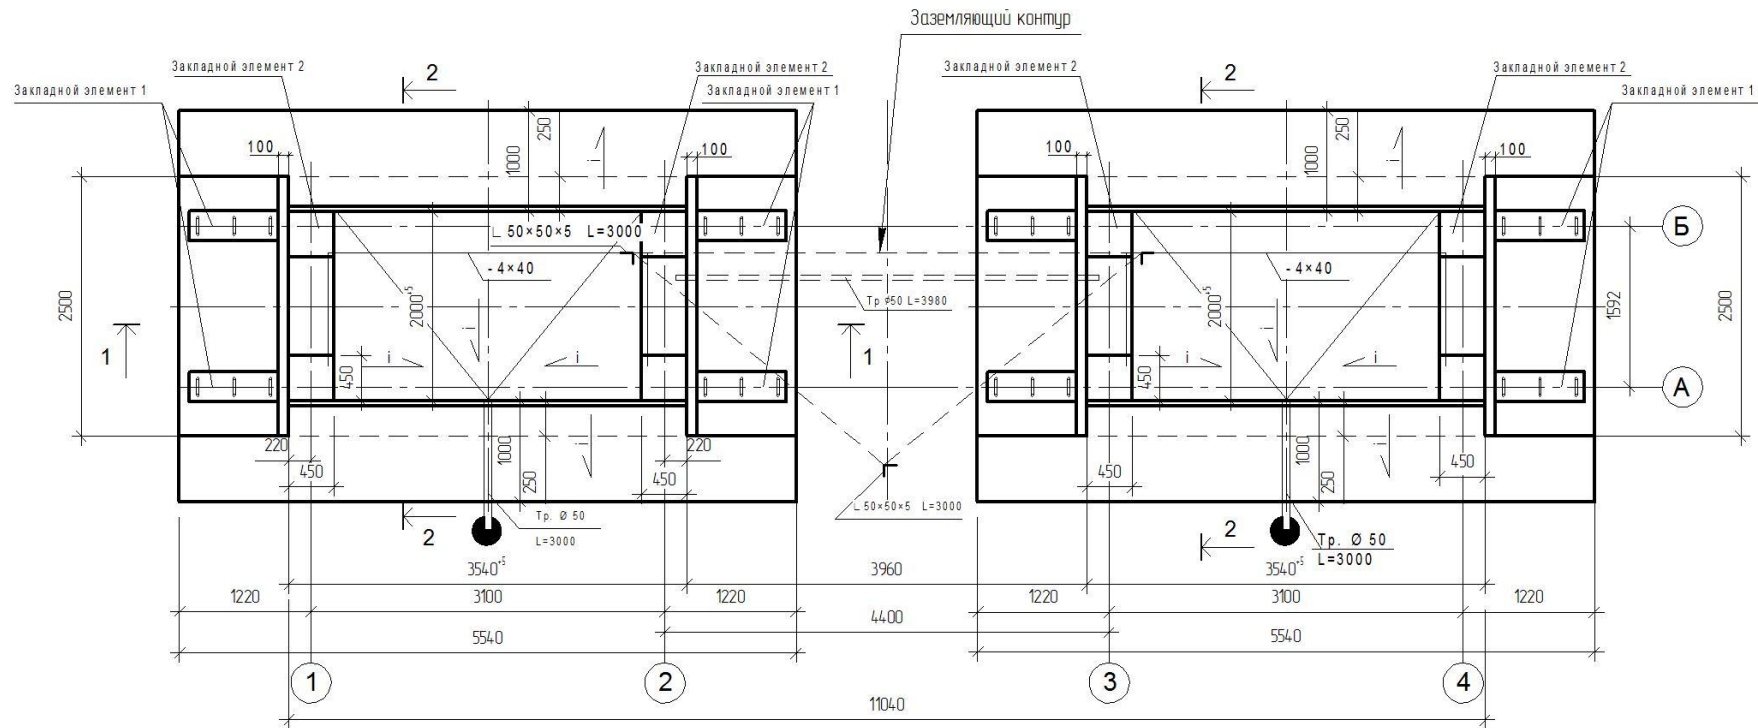 Заземляющий контур
Закладной элемент 2
2
Закладной элемент 2
Закладной элемент 2
2
Закладной элемент 2
Закладной элемент 1
Закладной элемент 1
Закладной элемент 1
100
1000
250
i
100
100
1000
250
i
100
∟ 50×50×5 L=3000
Б
- 4×40
- 4×40
Тр ⌀50 L=3980
2500
2000⁺⁵
i
2000⁺⁵
i
1592
2500
1
1
450
i
i
450
i
i
А
220
1000
i
220
1000
i
450
250
450
450
250
450
∟ 50×50×5 L=3000
2
Тр. Ø 50
L=3000
2
Тр. Ø 50
L=3000
3540⁺⁵
3960
3540⁺⁵
1220
3100
1220
1220
3100
1220
4400
5540
5540
1
2
3
4
11040